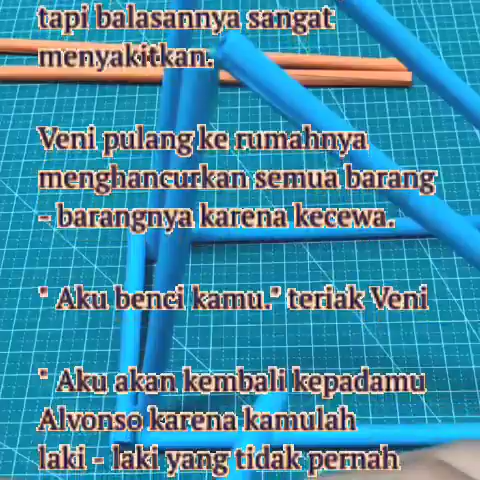 tapi balasannya sangat
menyakitkan.
Veni pulang ke rumahnya
menghancurkan semua barang
- barangnya karena kecewa.
" Aku benci kamu." teriak Veni
" Aku akan kembali kepadamu
Alvonso karena kamulah
laki - laki yang tidak pernah